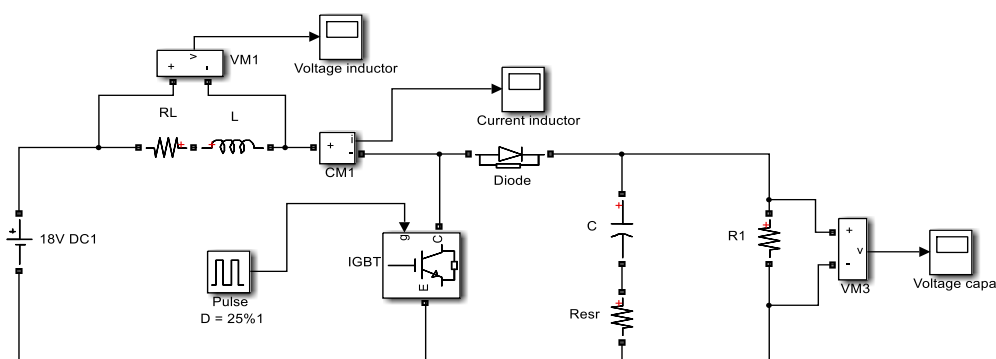 v
+ -
VM1
Voltage inductor
RL
L
+
i
-
CM1
Current inductor
Diode
18V DC1
Pulse
D = 25%1
IGBT
g
C
E
C
Resr
R1
+
-
v
VM3
Voltage capa